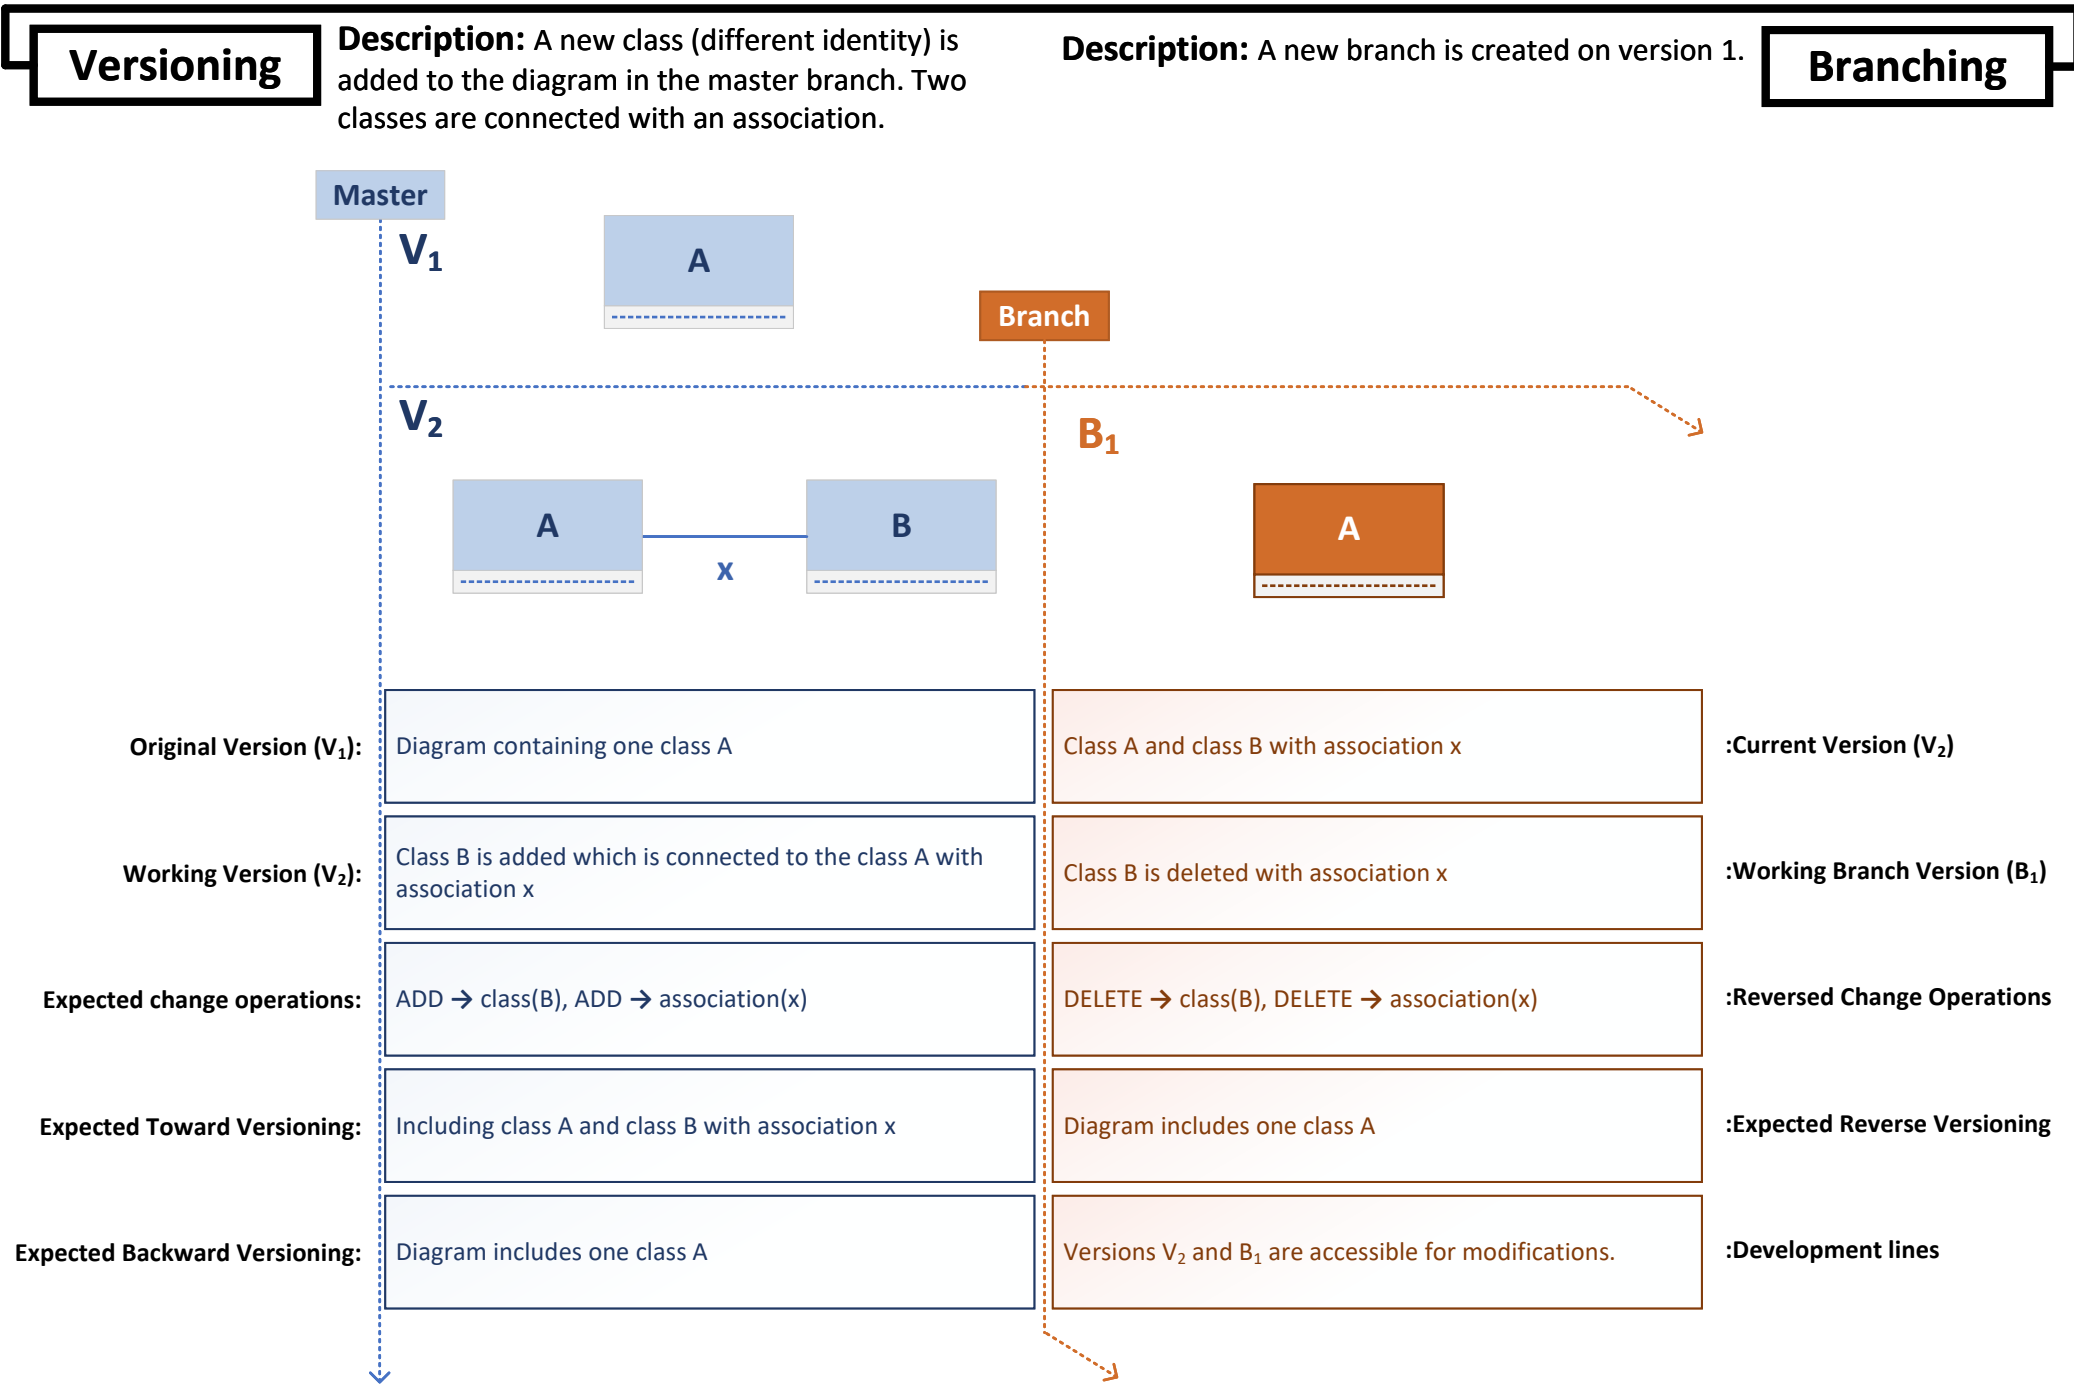 Versioning
Description: A new class (different identity) is
added to the diagram in the master branch. Two
classes are connected with an association.
Description: A new branch is created on version 1.
Branching
Master
V₁
A
Branch
V₂
B₁
A
x
B
A
Original Version (V₁):
Diagram containing one class A
Class A and class B with association x
:Current Version (V₂)
Working Version (V₂):
Class B is added which is connected to the class A with
association x
Class B is deleted with association x
:Working Branch Version (B₁)
Expected change operations:
ADD → class(B), ADD → association(x)
DELETE → class(B), DELETE → association(x)
:Reversed Change Operations
Expected Toward Versioning:
Including class A and class B with association x
Diagram includes one class A
:Expected Reverse Versioning
Expected Backward Versioning:
Diagram includes one class A
Versions V₂ and B₁ are accessible for modifications.
:Development lines